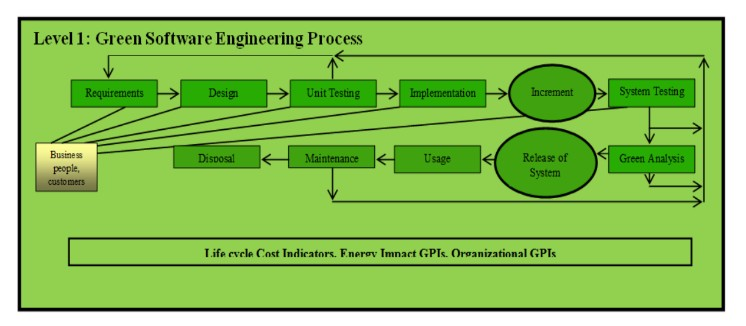 Level 1: Green Software Engineering Process
Requirements
Design
Unit Testing
Implementation
Increment
System Testing
Business
people,
customers
Disposal
Maintenance
Usage
Release of
System
Green Analysis
Life cycle Cost Indicators, Energy Impact GPIs, Organizational GPIs